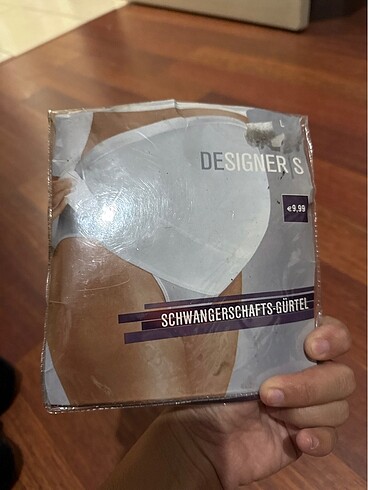 L
DESIGNER'S
€9,99
SCHWANGERSCHAFTS-GÜRTEL